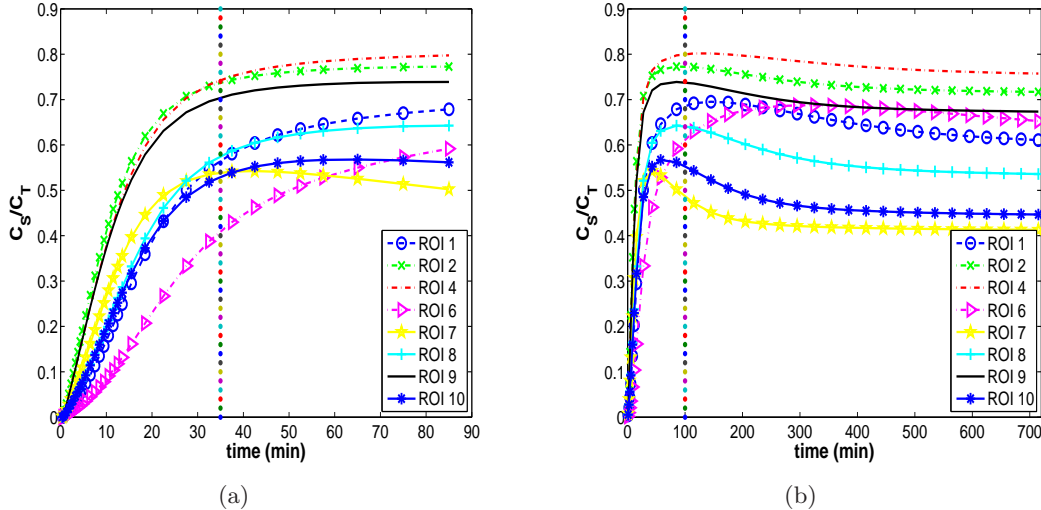 0.9
0.8
0.7
0.6
0.5
0.4
0.3
0.2
0.1
0
C_S/C_T
0 10 20 30 40 50 60 70 80 90
time (min)
ROI 1
ROI 2
ROI 4
ROI 6
ROI 7
ROI 8
ROI 9
ROI 10
(a)
0.9
0.8
0.7
0.6
0.5
0.4
0.3
0.2
0.1
0
C_S/C_T
0 100 200 300 400 500 600 700
time (min)
ROI 1
ROI 2
ROI 4
ROI 6
ROI 7
ROI 8
ROI 9
ROI 10
(b)